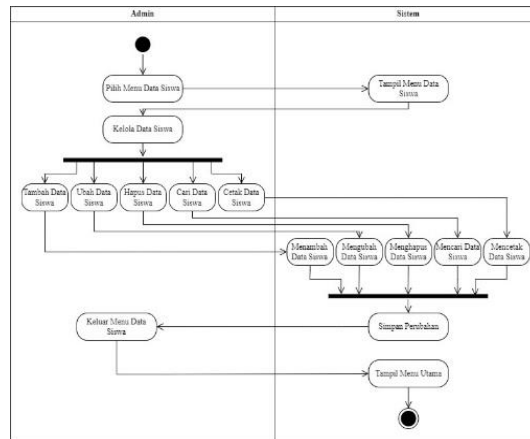 Admin
Sistem
Pilih Menu Data Siswa
Tampil Menu Data
Siswa
Kelola Data Siswa
Tambah Data
Siswa
Ubah Data
Siswa
Hapus Data
Siswa
Cari Data
Siswa
Cetak Data
Siswa
Menambah
Data Siswa
Mengubah
Data Siswa
Menghapus
Data Siswa
Mencari Data
Siswa
Mencetak
Data Siswa
Keluar Menu Data
Siswa
Simpan Perubahan
Tampil Menu Utama